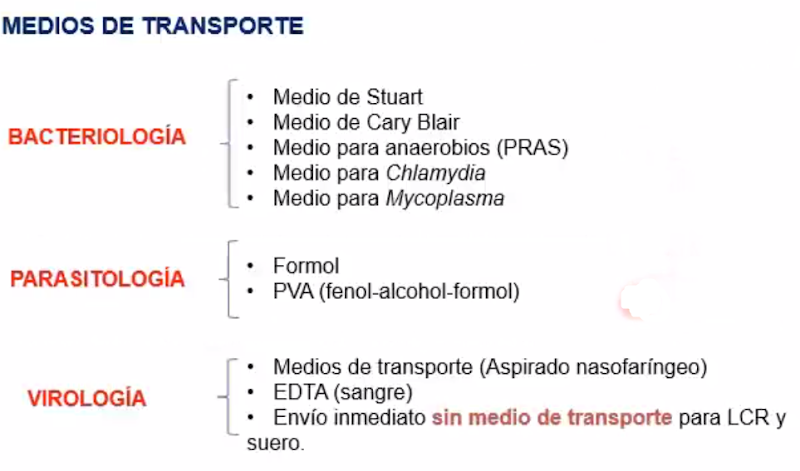 MEDIOS DE TRANSPORTE
BACTERIOLOGÍA
• Medio de Stuart
• Medio de Cary Blair
• Medio para anaerobios (PRAS)
• Medio para Chlamydia
• Medio para Mycoplasma
PARASITOLOGÍA
• Formol
• PVA (fenol-alcohol-formol)
VIROLOGÍA
• Medios de transporte (Aspirado nasofaríngeo)
• EDTA (sangre)
• Envío inmediato sin medio de transporte para LCR y
suero.